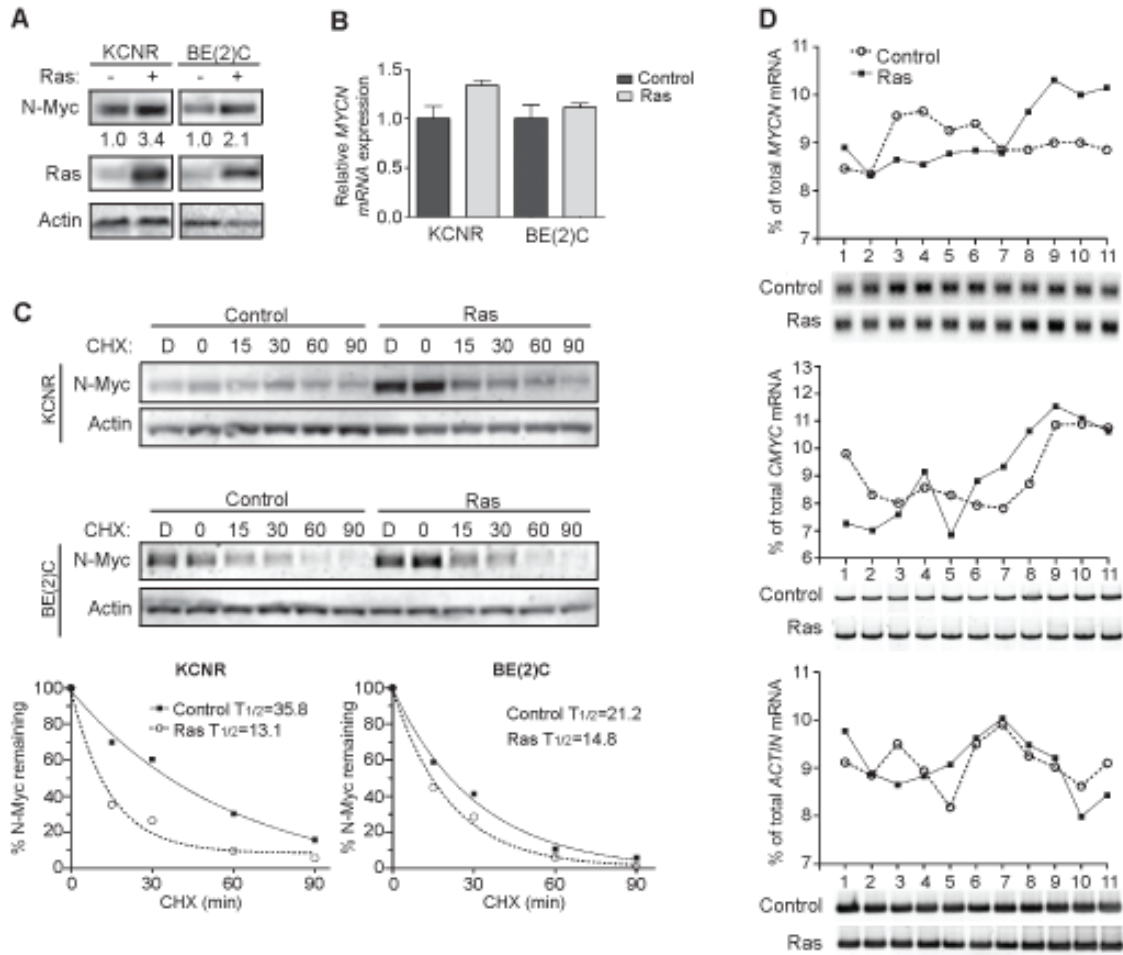 A
KCNR BE(2)C
Ras: - + - +
N-Myc
1.0 3.4 1.0 2.1
Ras
Actin
B
Relative MYCN
mRNA expression
1.5
1.0
0.5
0.0
KCNR BE(2)C
Control
Ras
C
Control Ras
CHX: D 0 15 30 60 90 D 0 15 30 60 90
KCNR
N-Myc
Actin
Control Ras
CHX: D 0 15 30 60 90 D 0 15 30 60 90
BE(2)C
N-Myc
Actin
KCNR
% N-Myc remaining
100
80
60
40
20
0
Control T1/2=35.8
Ras T1/2=13.1
0 30 60 90
CHX (min)
BE(2)C
% N-Myc remaining
100
80
60
40
20
0
Control T1/2=21.2
Ras T1/2=14.8
0 30 60 90
CHX (min)
D
% of total MYCN mRNA
11
10
9
8
7
Control
Ras
1 2 3 4 5 6 7 8 9 10 11
Control
Ras
% of total CMYC mRNA
13
12
11
10
9
8
7
6
1 2 3 4 5 6 7 8 9 10 11
Control
Ras
% of total ACTIN mRNA
11
10
9
8
7
1 2 3 4 5 6 7 8 9 10 11
Control
Ras